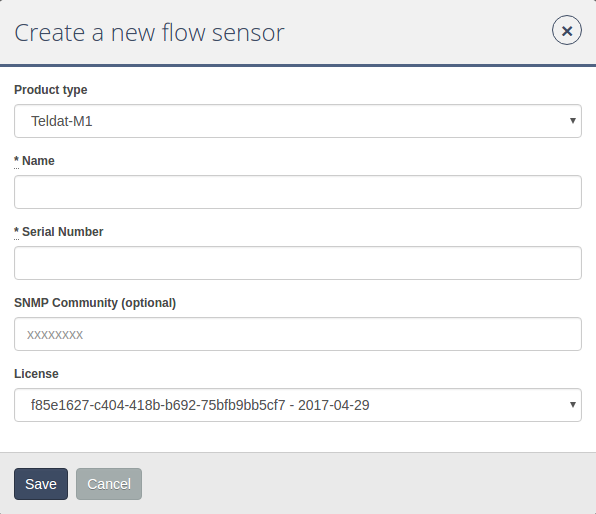 Create a new flow sensor
Product type
Teldat-M1
* Name
* Serial Number
SNMP Community (optional)
xxxxxxxx
License
f85e1627-c404-418b-b692-75bfb9bb5cf7 - 2017-04-29
Save Cancel